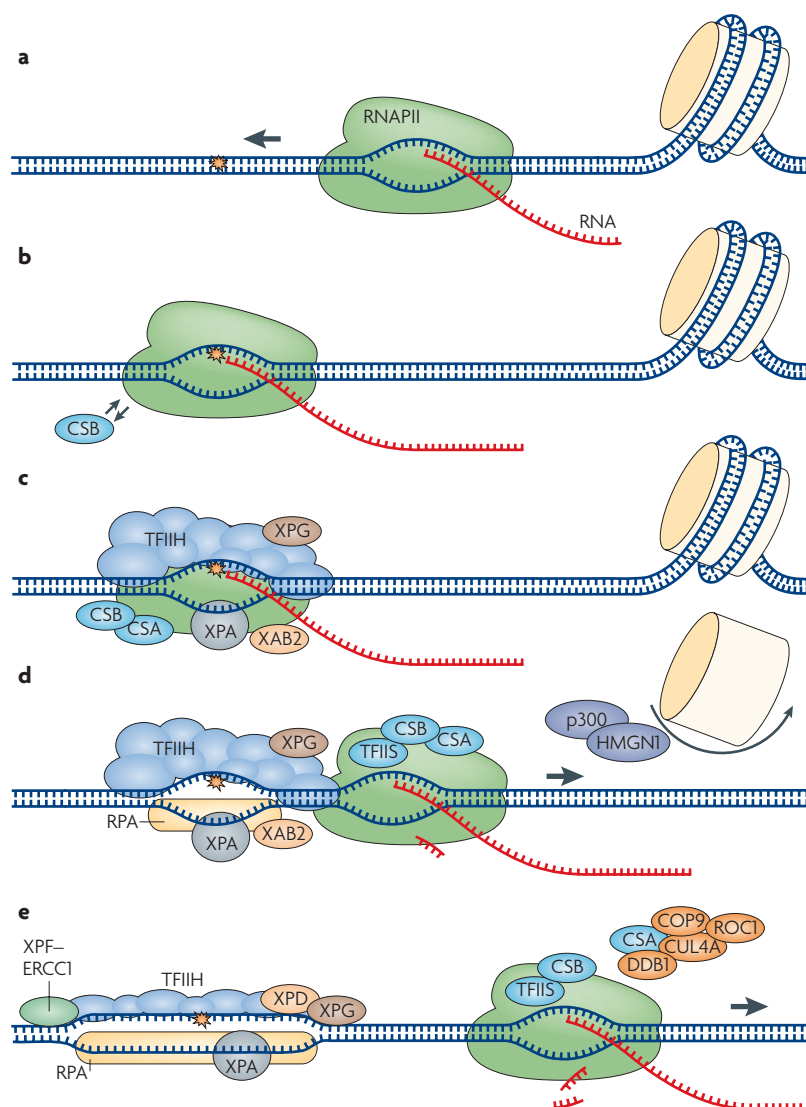 a
RNAPII
RNA
b
CSB
c
TFIIH
XPG
CSB
CSA
XPA
XAB2
d
p300
HMGN1
TFIIH
XPG
CSB
CSA
TFIIS
RPA
XPA
XAB2
e
XPF–
ERCC1
TFIIH
XPD
XPG
RPA
XPA
CSB
TFIIS
COP9
ROC1
CSA
CUL4A
DDB1